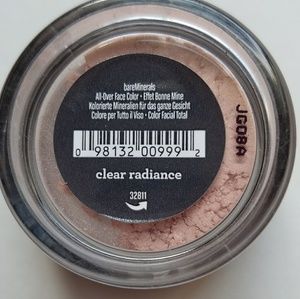 bareMinerals
All-Over Face Color • Effet Bonne Mine
Kolorierte Mineralien für das ganze Gesicht
Colore per Tutto il Viso • Color Facial Total
0 98132 00999 2
clear radiance
32811
JG08A